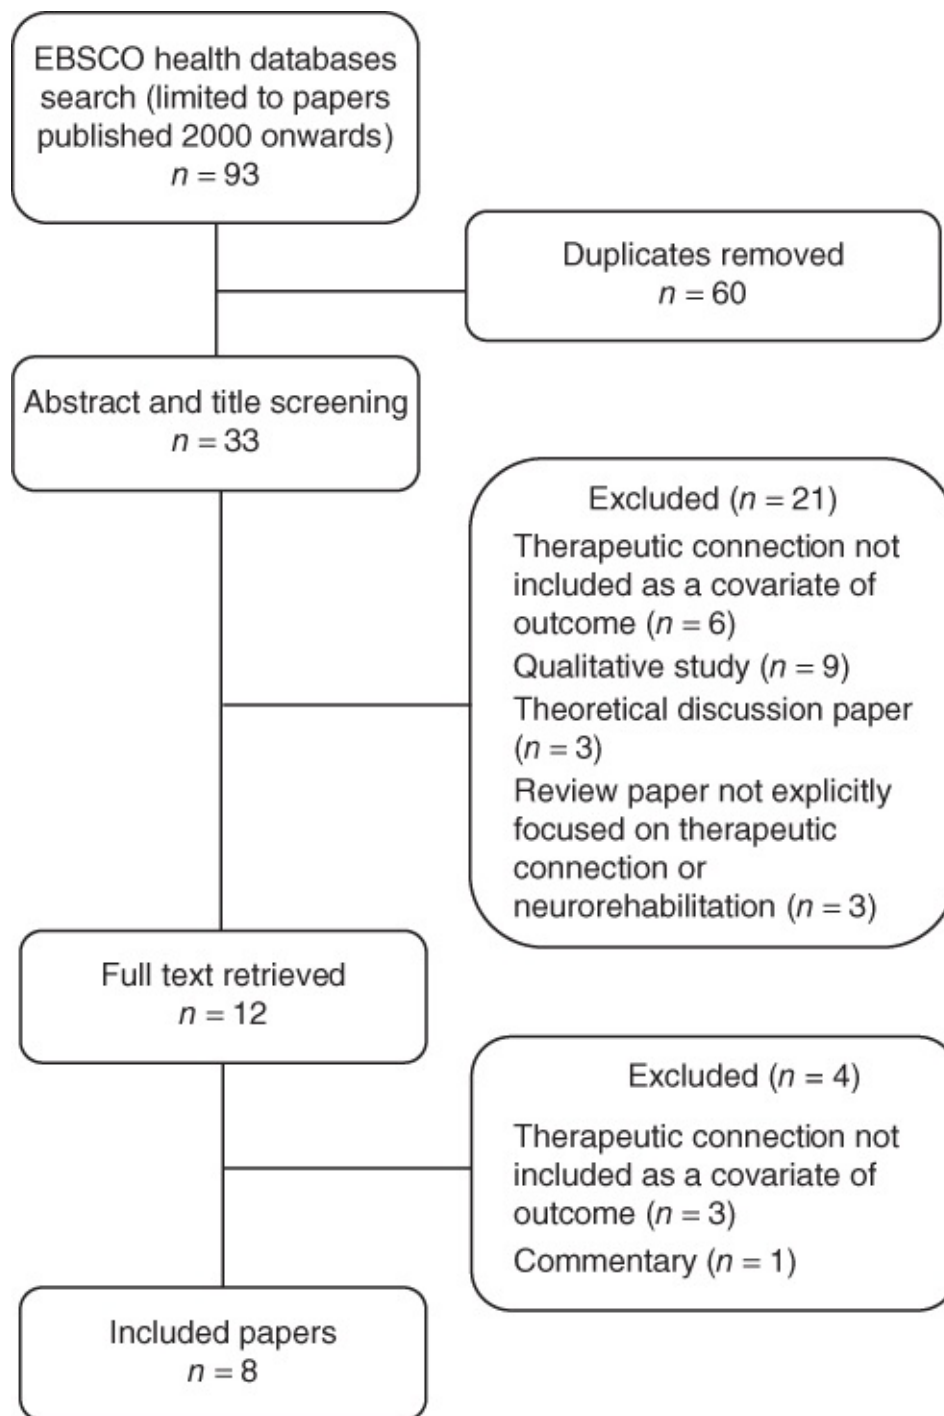 EBSCO health databases
search (limited to papers
published 2000 onwards)
n = 93
Duplicates removed
n = 60
Abstract and title screening
n = 33
Excluded (n = 21)
Therapeutic connection not
included as a covariate of
outcome (n = 6)
Qualitative study (n = 9)
Theoretical discussion paper
(n = 3)
Review paper not explicitly
focused on therapeutic
connection or
neurorehabilitation (n = 3)
Full text retrieved
n = 12
Excluded (n = 4)
Therapeutic connection not
included as a covariate of
outcome (n = 3)
Commentary (n = 1)
Included papers
n = 8